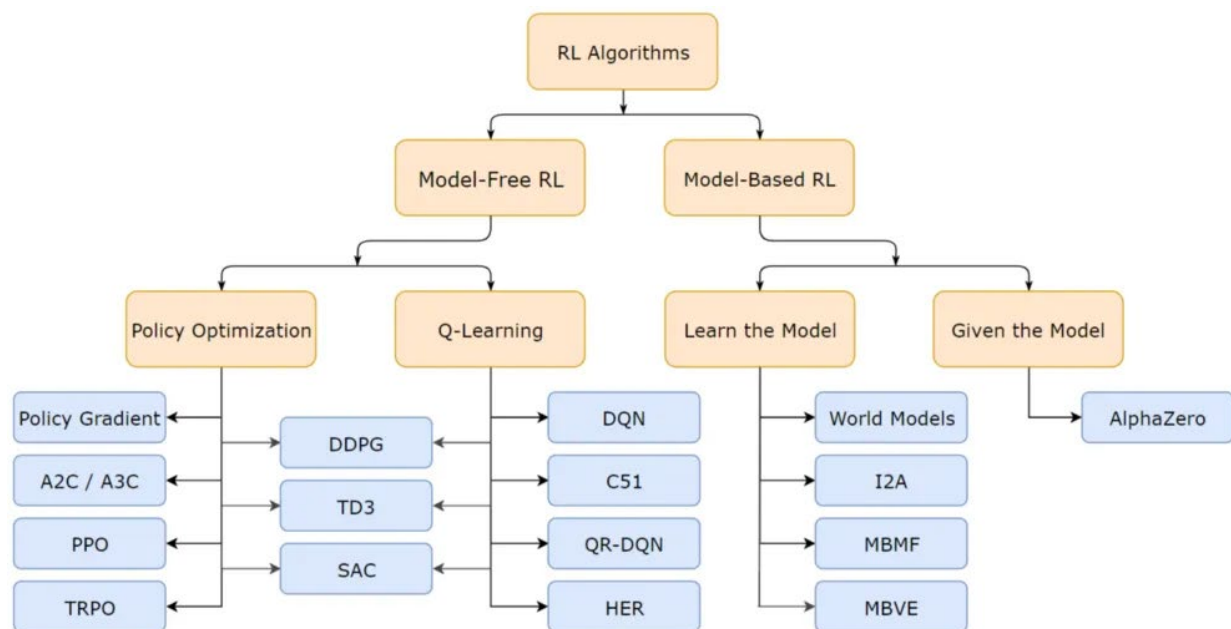 RL Algorithms
Model-Free RL
Model-Based RL
Policy Optimization
Q-Learning
Learn the Model
Given the Model
Policy Gradient
DQN
World Models
AlphaZero
DDPG
A2C / A3C
C51
I2A
TD3
PPO
QR-DQN
MBMF
SAC
TRPO
HER
MBVE